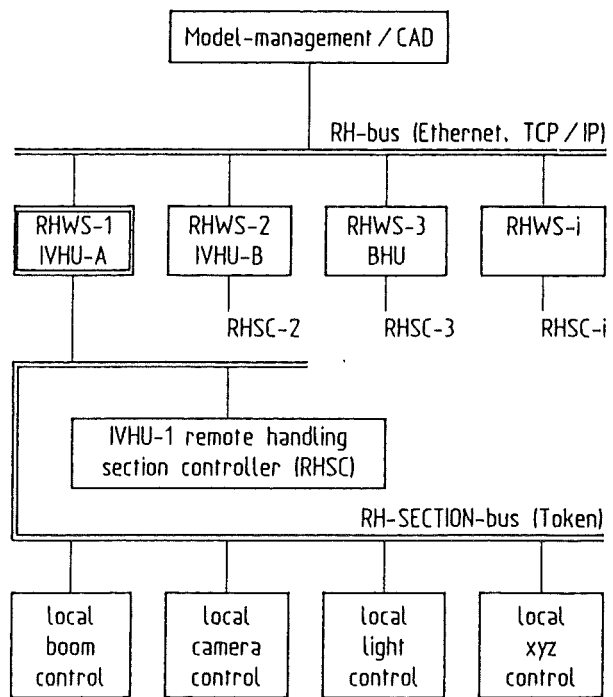 Model-management / CAD
RH-bus (Ethernet, TCP / IP)
RHWS-1
IVHU-A
RHWS-2
IVHU-B
RHWS-3
BHU
RHWS-i
RHSC-2
RHSC-3
RHSC-i
IVHU-1 remote handling
section controller (RHSC)
RH-SECTION-bus (Token)
local
boom
control
local
camera
control
local
light
control
local
xyz
control